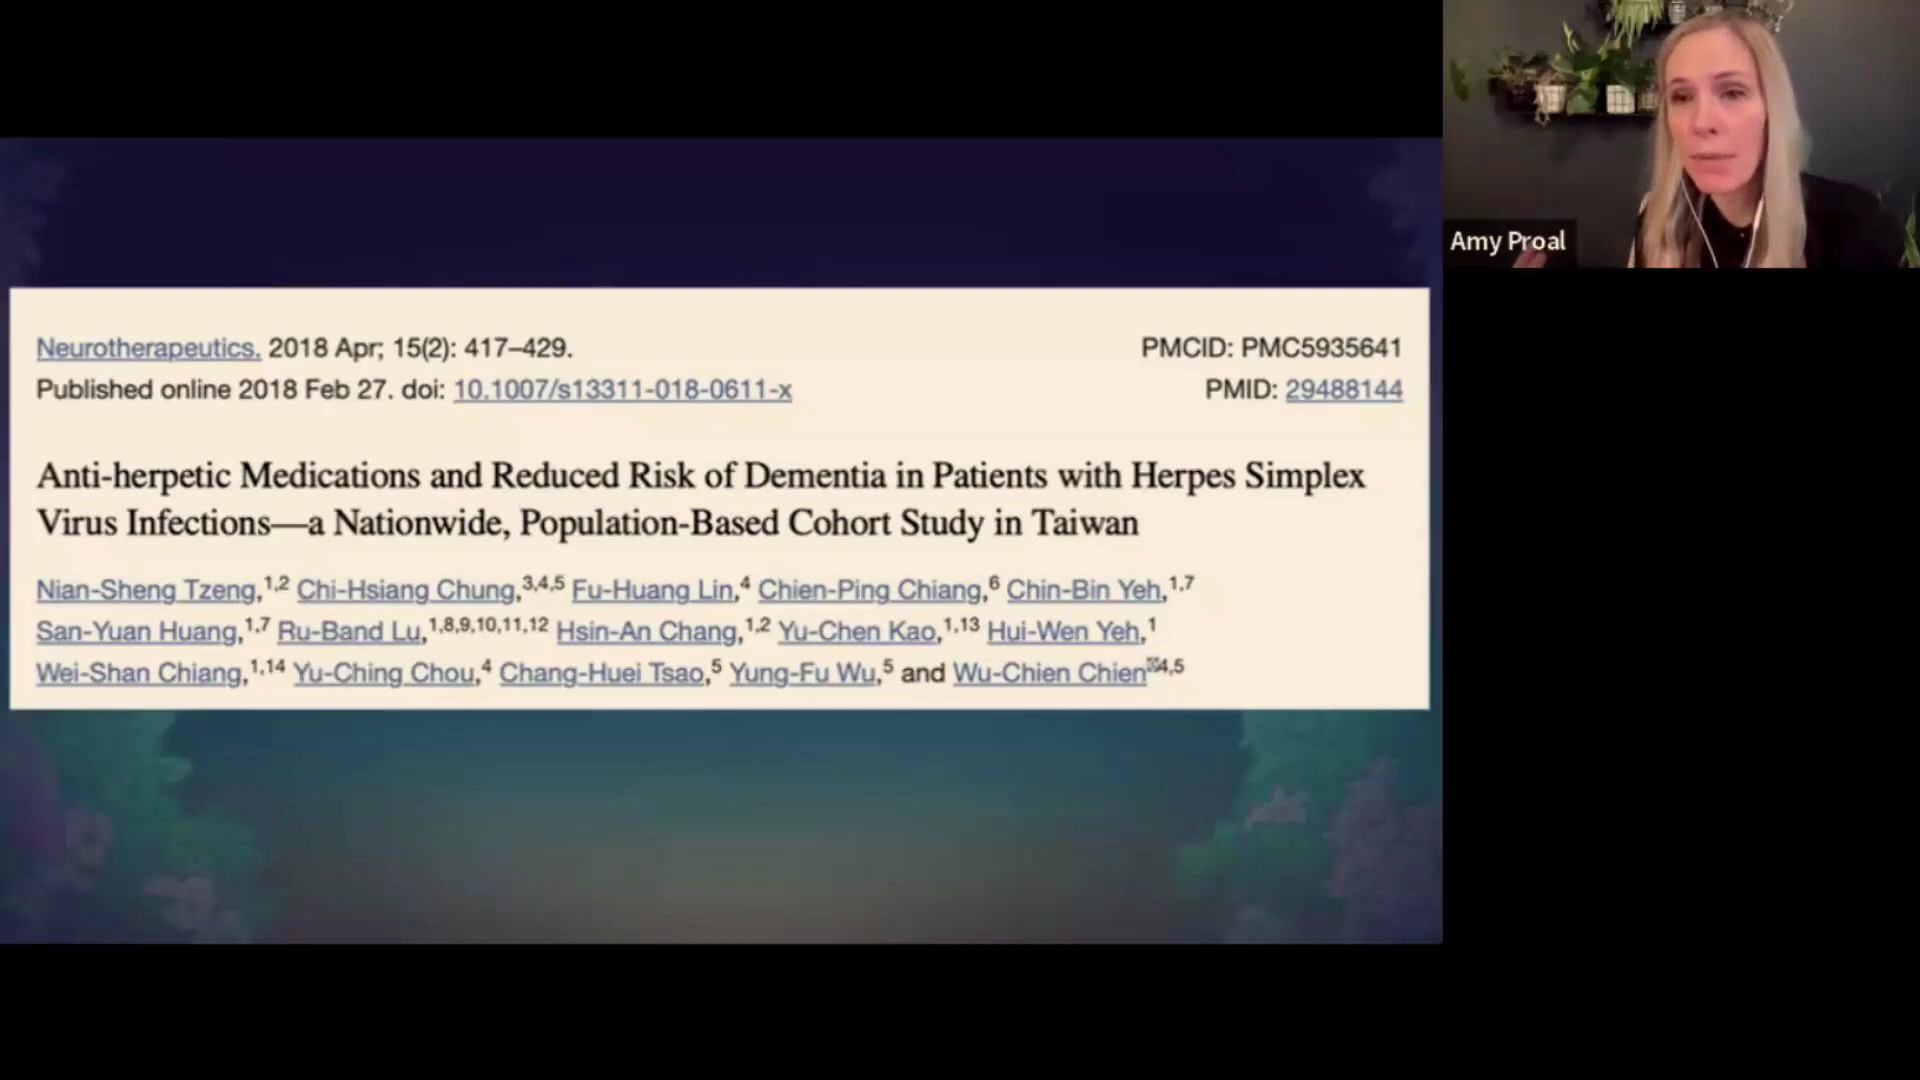 Amy Proal
Neurotherapeutics. 2018 Apr; 15(2): 417–429.
PMCID: PMC5935641
Published online 2018 Feb 27. doi: 10.1007/s13311-018-0611-x
PMID: 29488144
Anti-herpetic Medications and Reduced Risk of Dementia in Patients with Herpes Simplex
Virus Infections—a Nationwide, Population-Based Cohort Study in Taiwan
Nian-Sheng Tzeng,1,2 Chi-Hsiang Chung,3,4,5 Fu-Huang Lin,4 Chien-Ping Chiang,6 Chin-Bin Yeh,1,7
San-Yuan Huang,1,7 Ru-Band Lu,1,8,9,10,11,12 Hsin-An Chang,1,2 Yu-Chen Kao,1,13 Hui-Wen Yeh,1
Wei-Shan Chiang,1,14 Yu-Ching Chou,4 Chang-Huei Tsao,5 Yung-Fu Wu,5 and Wu-Chien Chien4,5